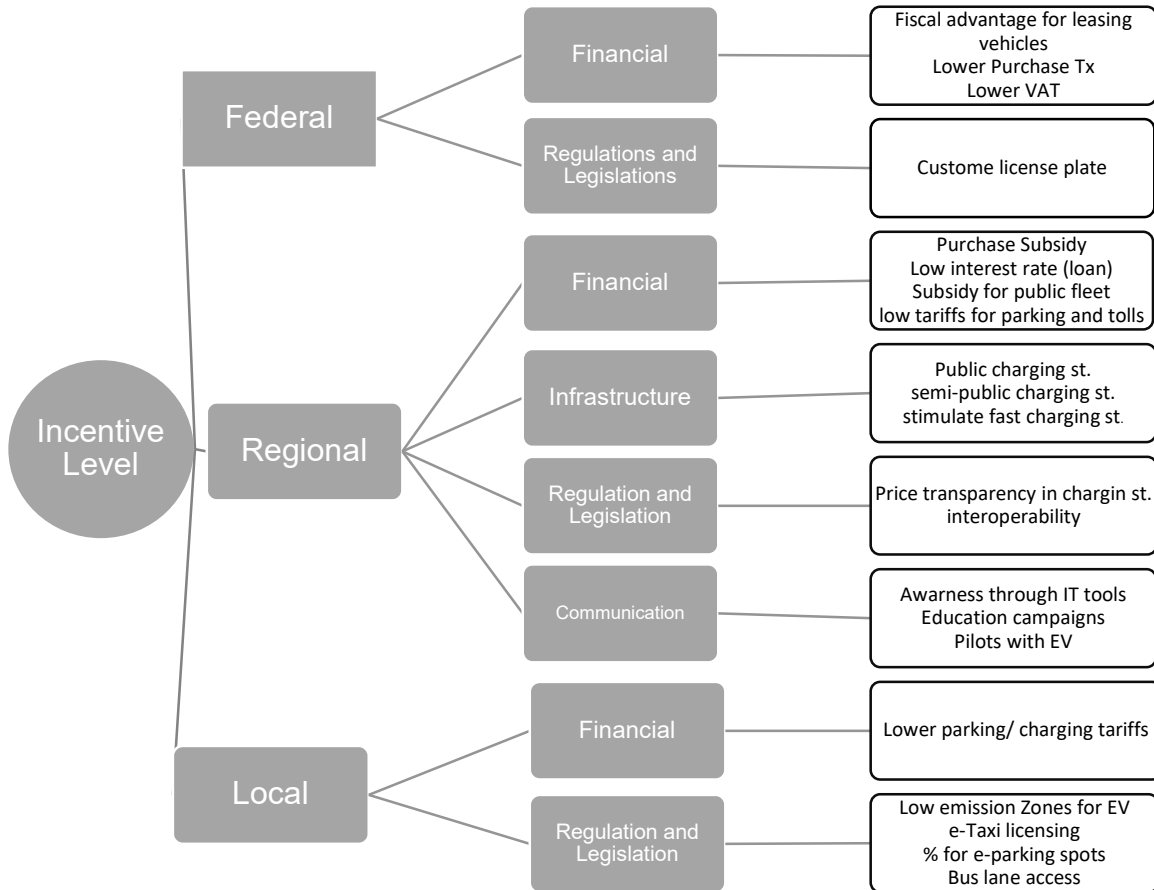 Incentive
Level
Federal
Financial
Fiscal advantage for leasing
vehicles
Lower Purchase Tx
Lower VAT
Regulations and
Legislations
Custome license plate
Regional
Financial
Purchase Subsidy
Low interest rate (loan)
Subsidy for public fleet
low tariffs for parking and tolls
Infrastructure
Public charging st.
semi-public charging st.
stimulate fast charging st.
Regulation and
Legislation
Price transparency in chargin st.
interoperability
Communication
Awarness through IT tools
Education campaigns
Pilots with EV
Local
Financial
Lower parking/ charging tariffs
Regulation and
Legislation
Low emission Zones for EV
e-Taxi licensing
% for e-parking spots
Bus lane access